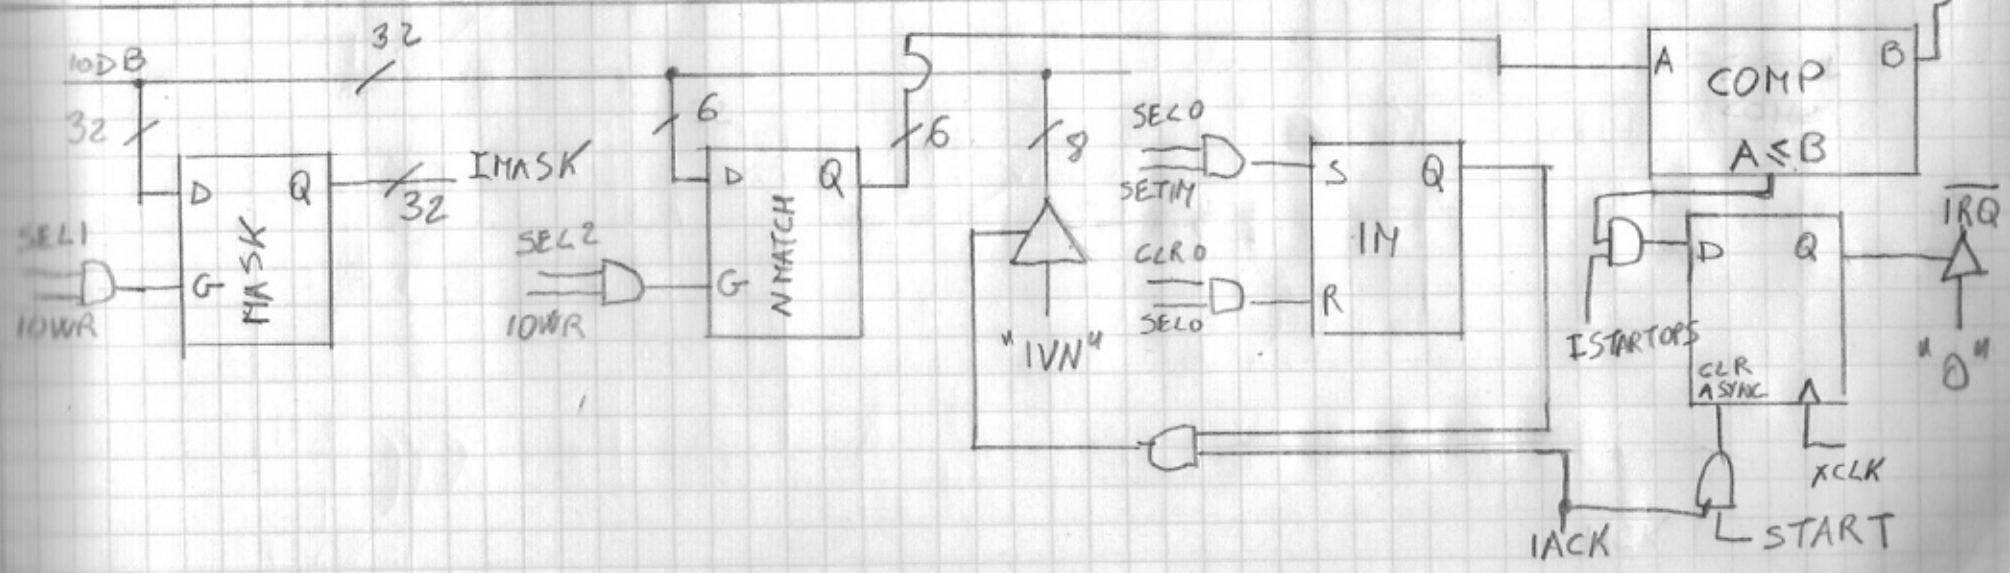 32
IODB
32
6
6
8
SEL0
SETIM
A
COMP
B
A≤B
D
Q
MASK
G
32
IMASK
SEL1
IOWR
D
Q
NMATCH
G
SEL2
IOWR
"IVN"
CLR0
SEL0
S
Q
IM
R
ISTARTOPS
D
Q
CLR
ASYNC
IRQ
"0"
XCLK
IACK
START